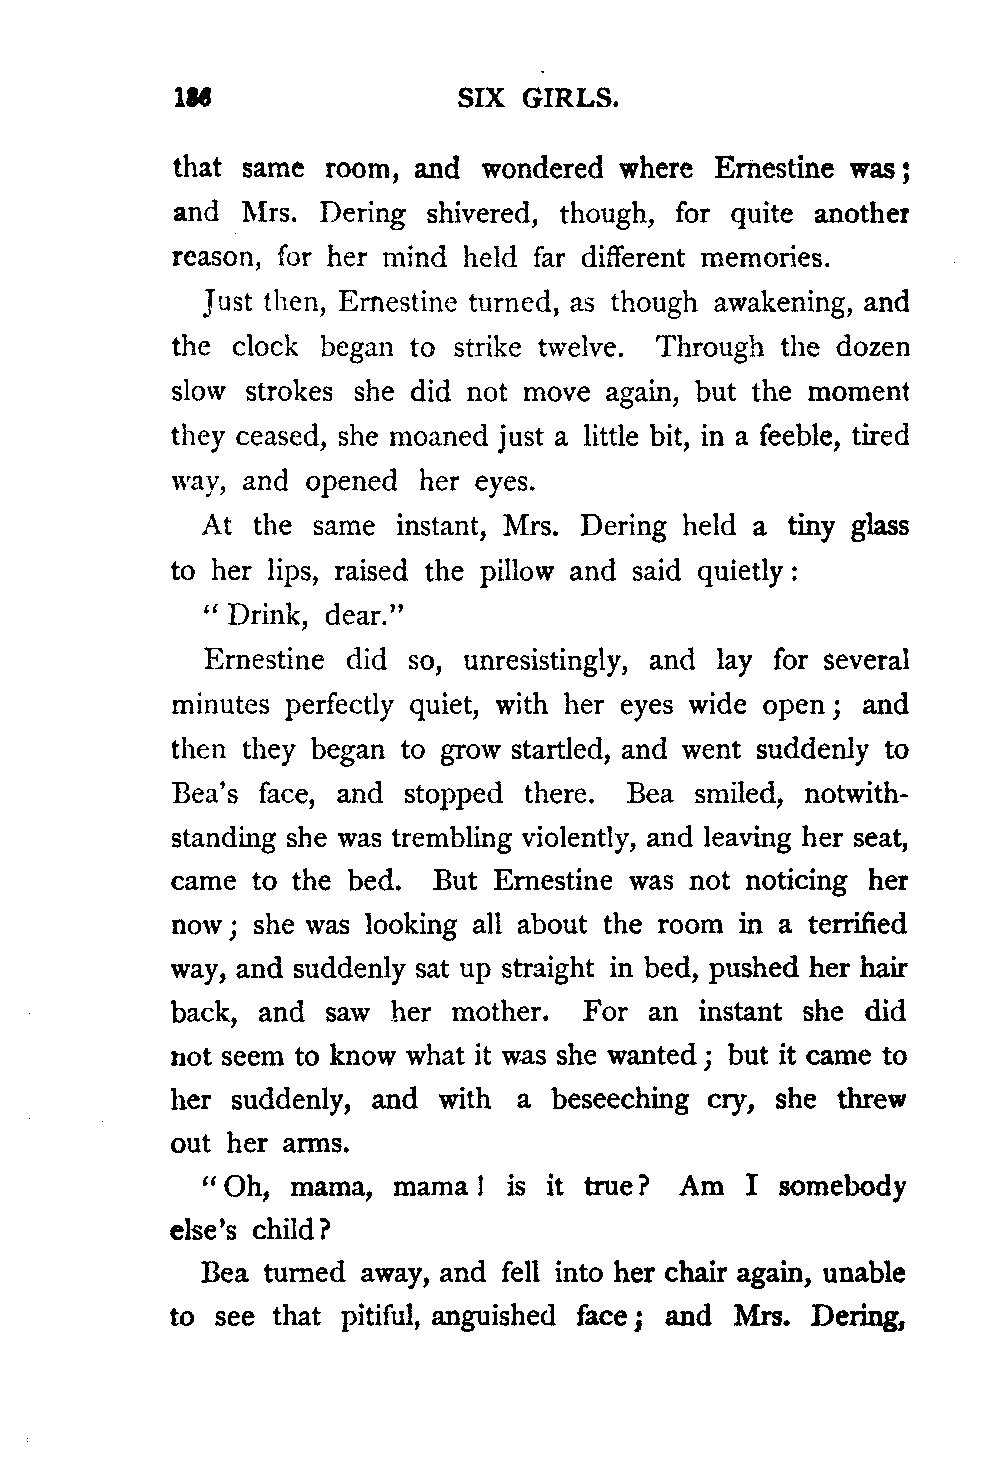 SIX GIRLS.
that same room, and wondered where Ernestine was;
and Mrs. Dering shivered, though, for quite another
reason, for her mind held far different memories.
Just then, Ernestine turned, as though awakening, and
the clock began to strike twelve. Through the dozen
slow strokes she did not move again, but the moment
they ceased, she moaned just a little bit, in a feeble, tired
way, and opened her eyes.
At the same instant, Mrs. Dering held a tiny glass
to her lips, raised the pillow and said quietly:
"Drink, dear."
Ernestine did so, unresistingly, and lay for several
minutes perfectly quiet, with her eyes wide open; and
then they began to grow startled, and went suddenly to
Bea's face, and stopped there. Bea smiled, notwith-
standing she was trembling violently, and leaving her seat,
came to the bed. But Ernestine was not noticing her
now; she was looking all about the room in a terrified
way, and suddenly sat up straight in bed, pushed her hair
back, and saw her mother. For an instant she did
not seem to know what it was she wanted; but it came to
her suddenly, and with a beseeching cry, she threw
out her arms.
"Oh, mama, mama! is it true? Am I somebody
else's child?
Bea turned away, and fell into her chair again, unable
to see that pitiful, anguished face; and Mrs. Dering,